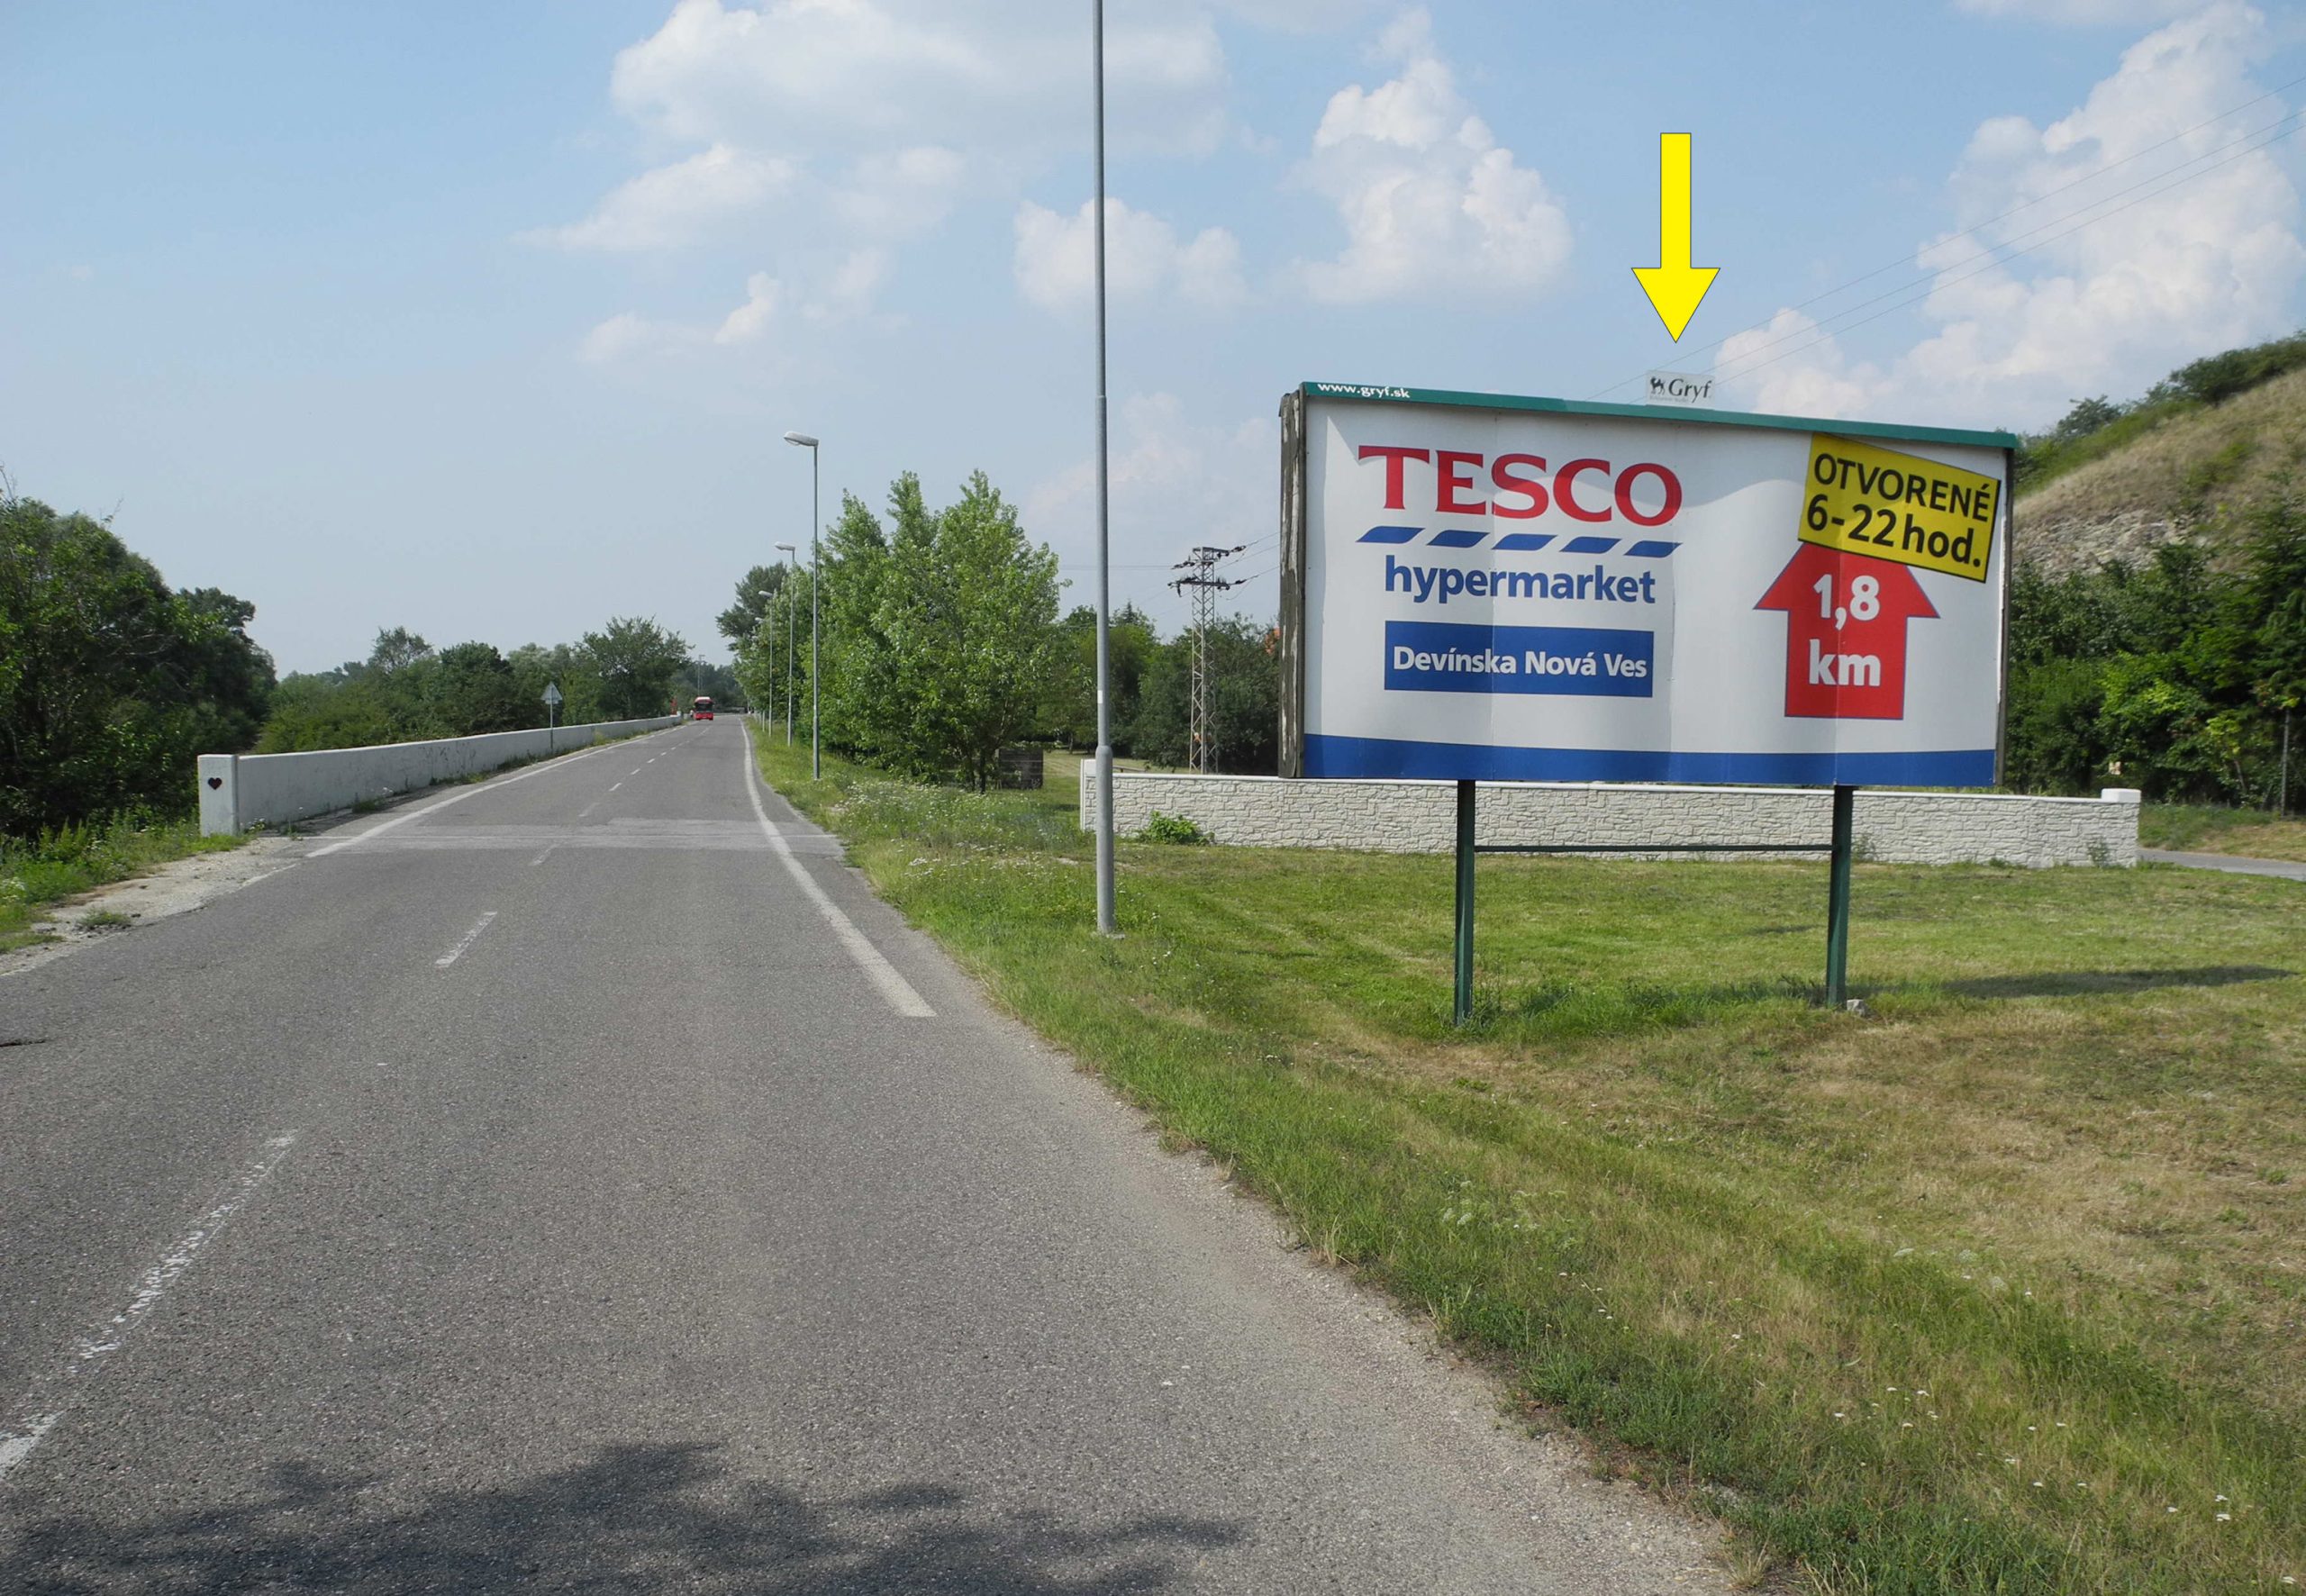 www.gryf.sk
Gryf
TESCO
hypermarket
Devínska Nová Ves
OTVORENÉ
6-22 hod.
1,8
km